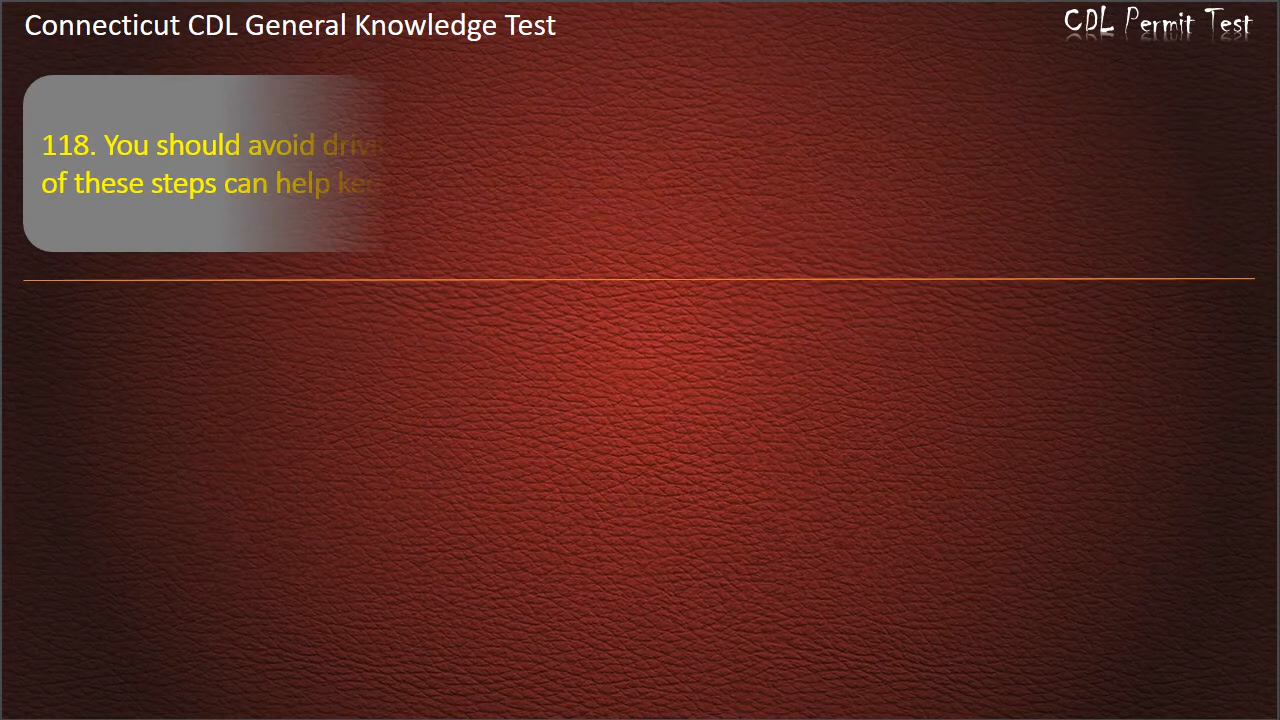 Connecticut CDL General Knowledge Test
CDL Permit Test
118. You should avoid
of these steps can help